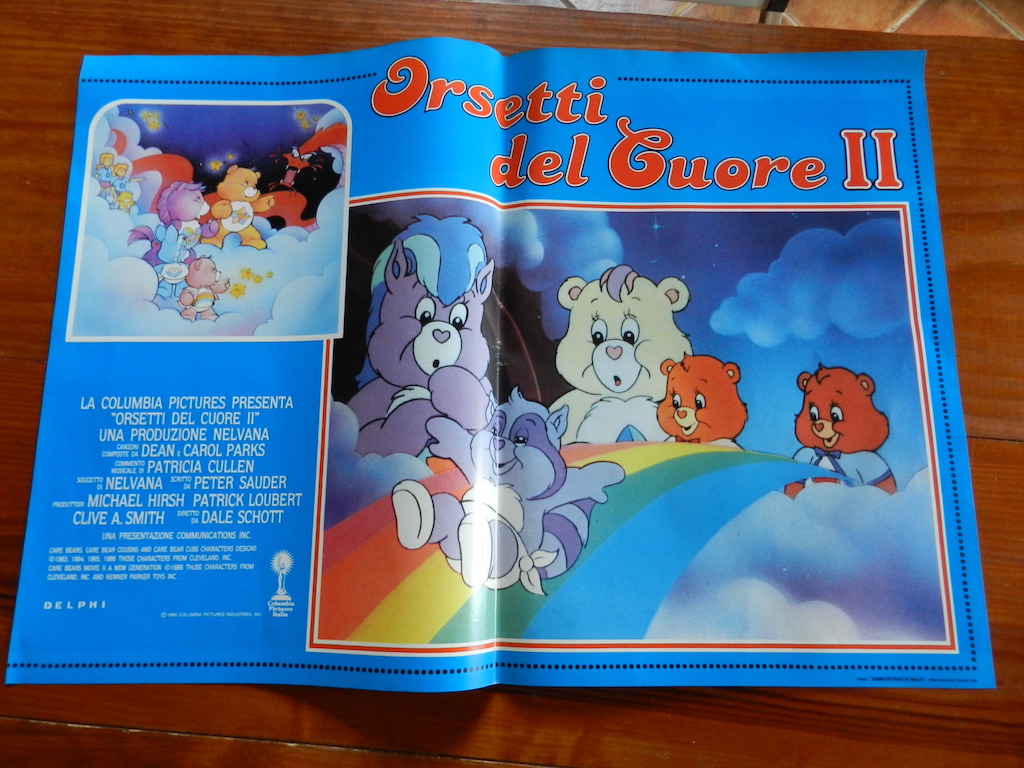 Orsetti
del Cuore II
LA COLUMBIA PICTURES PRESENTA
"ORSETTI DEL CUORE II"
UNA PRODUZIONE NELVANA
CANZONI COMPOSTE DA DEAN E CAROL PARKS
COMMENTO MUSICALE DI PATRICIA CULLEN
SOGGETTO DI NELVANA SCRITTO DA PETER SAUDER
PRODUTTORI MICHAEL HIRSH PATRICK LOUBERT
CLIVE A. SMITH DIRETTO DA DALE SCHOTT
UNA PRESENTAZIONE COMMUNICATIONS INC.
CARE BEARS, CARE BEAR COUSINS AND CARE BEAR CUBS CHARACTERS DESIGNS
©1983, 1984, 1985, 1986 THOSE CHARACTERS FROM CLEVELAND, INC.
CARE BEARS MOVIE II: A NEW GENERATION ©1986 THOSE CHARACTERS FROM
CLEVELAND, INC. AND KENNER PARKER TOYS INC.
Columbia
Pictures
Italia
DELPHI
©1986 COLUMBIA PICTURES INDUSTRIES, INC.